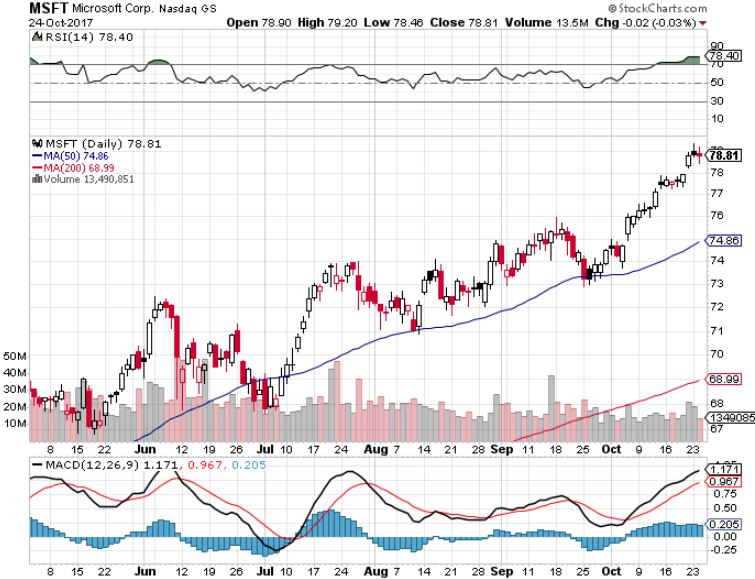 MSFT Microsoft Corp. Nasdaq GS © StockCharts.com
24-Oct-2017 Open 78.90 High 79.20 Low 78.46 Close 78.81 Volume 13.5M Chg -0.02 (-0.03%)
RSI(14) 78.40
90
78.40
70
50
30
10
MSFT (Daily) 78.81
MA(50) 74.86
MA(200) 68.99
Volume 13,490,851
78.81
78
77
76
74.86
74
73
72
71
70
68.99
68
1349085
67
50M
40M
30M
20M
10M
8 15 22 Jun 12 19 26 Jul 10 17 24 Aug 7 14 21 28 Sep 11 18 25 Oct 9 16 23
MACD(12,26,9) 1.171, 0.967, 0.205
1.171
0.967
0.75
0.50
0.205
0.00
-0.25
8 15 22 Jun 12 19 26 Jul 10 17 24 Aug 7 14 21 28 Sep 11 18 25 Oct 9 16 23